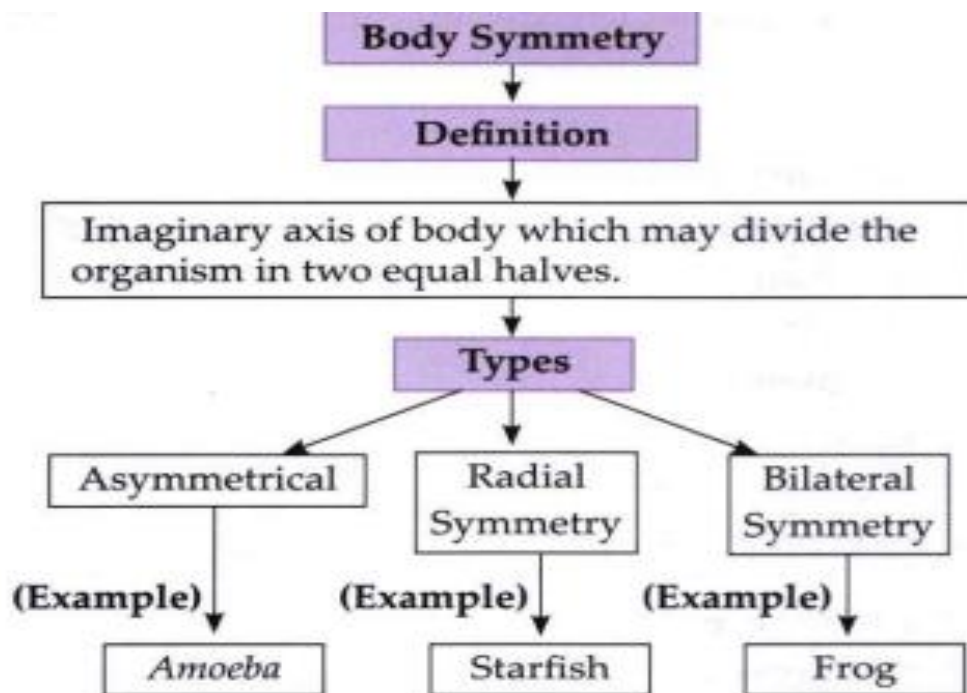 Body Symmetry
Definition
Imaginary axis of body which may divide the
organism in two equal halves.
Types
Asymmetrical
Radial
Symmetry
Bilateral
Symmetry
(Example)
(Example)
(Example)
Amoeba
Starfish
Frog